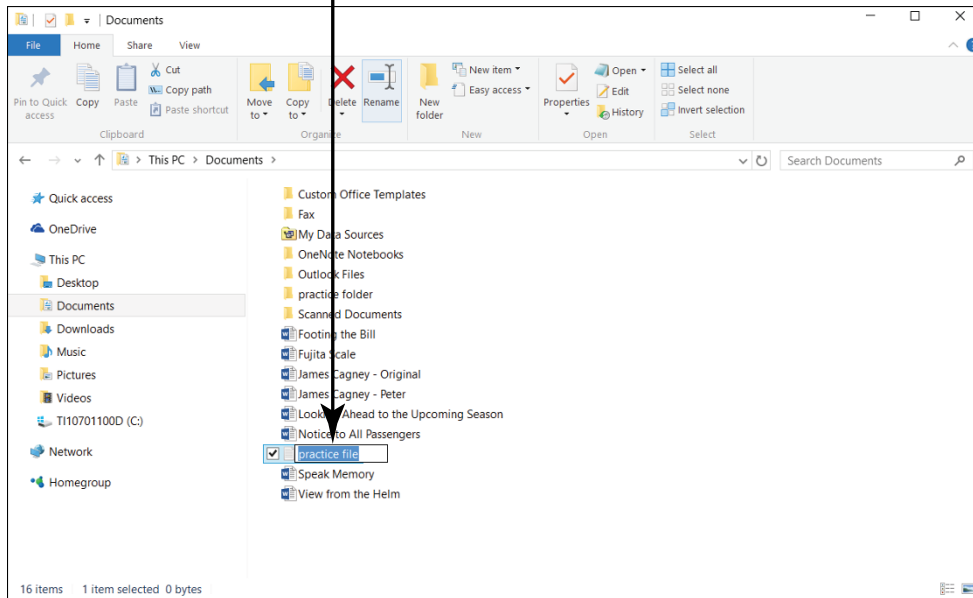 Documents
File Home Share View
Pin to Quick access
Copy
Paste
Cut
Copy path
Paste shortcut
Clipboard
Move to
Copy to
Delete
Rename
Organize
New folder
New item
Easy access
New
Properties
Open
Edit
History
Open
Select all
Select none
Invert selection
Select
This PC > Documents >
Search Documents
Quick access
OneDrive
This PC
Desktop
Documents
Downloads
Music
Pictures
Videos
TI10701100D (C:)
Network
Homegroup
Custom Office Templates
Fax
My Data Sources
OneNote Notebooks
Outlook Files
practice folder
Scanned Documents
Footing the Bill
Fujita Scale
James Cagney - Original
James Cagney - Peter
Looking Ahead to the Upcoming Season
Notice to All Passengers
practice file
Speak Memory
View from the Helm
16 items 1 item selected 0 bytes